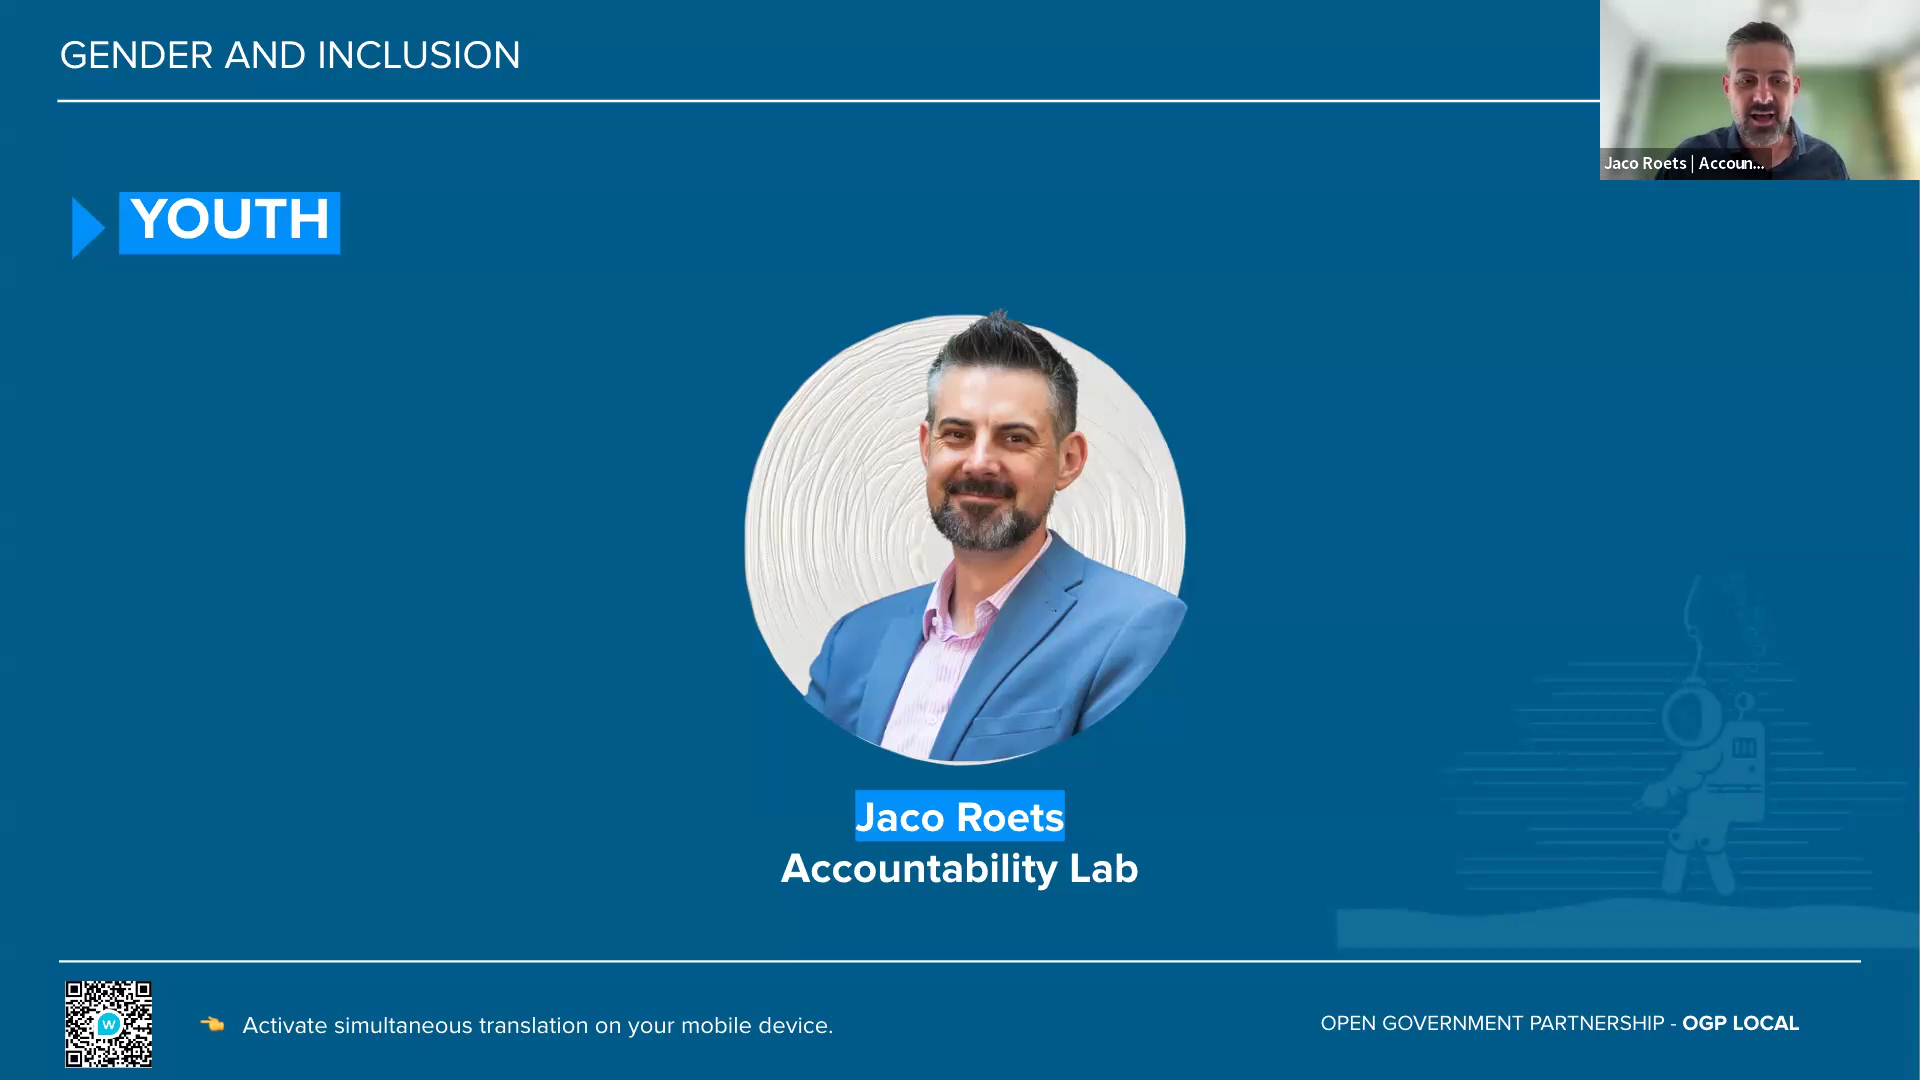 GENDER AND INCLUSION
Jaco Roets | Accoun...
YOUTH
Jaco Roets
Accountability Lab
w
Activate simultaneous translation on your mobile device.
OPEN GOVERNMENT PARTNERSHIP - OGP LOCAL